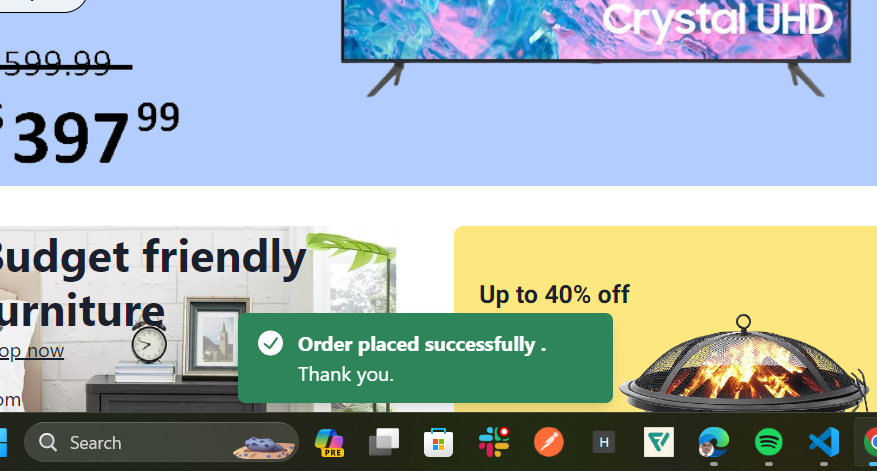 Crystal UHD
599.99
397 99
Budget friendly
urniture
Up to 40% off
op now
Order placed successfully .
Thank you.
om
Search
PRE
H